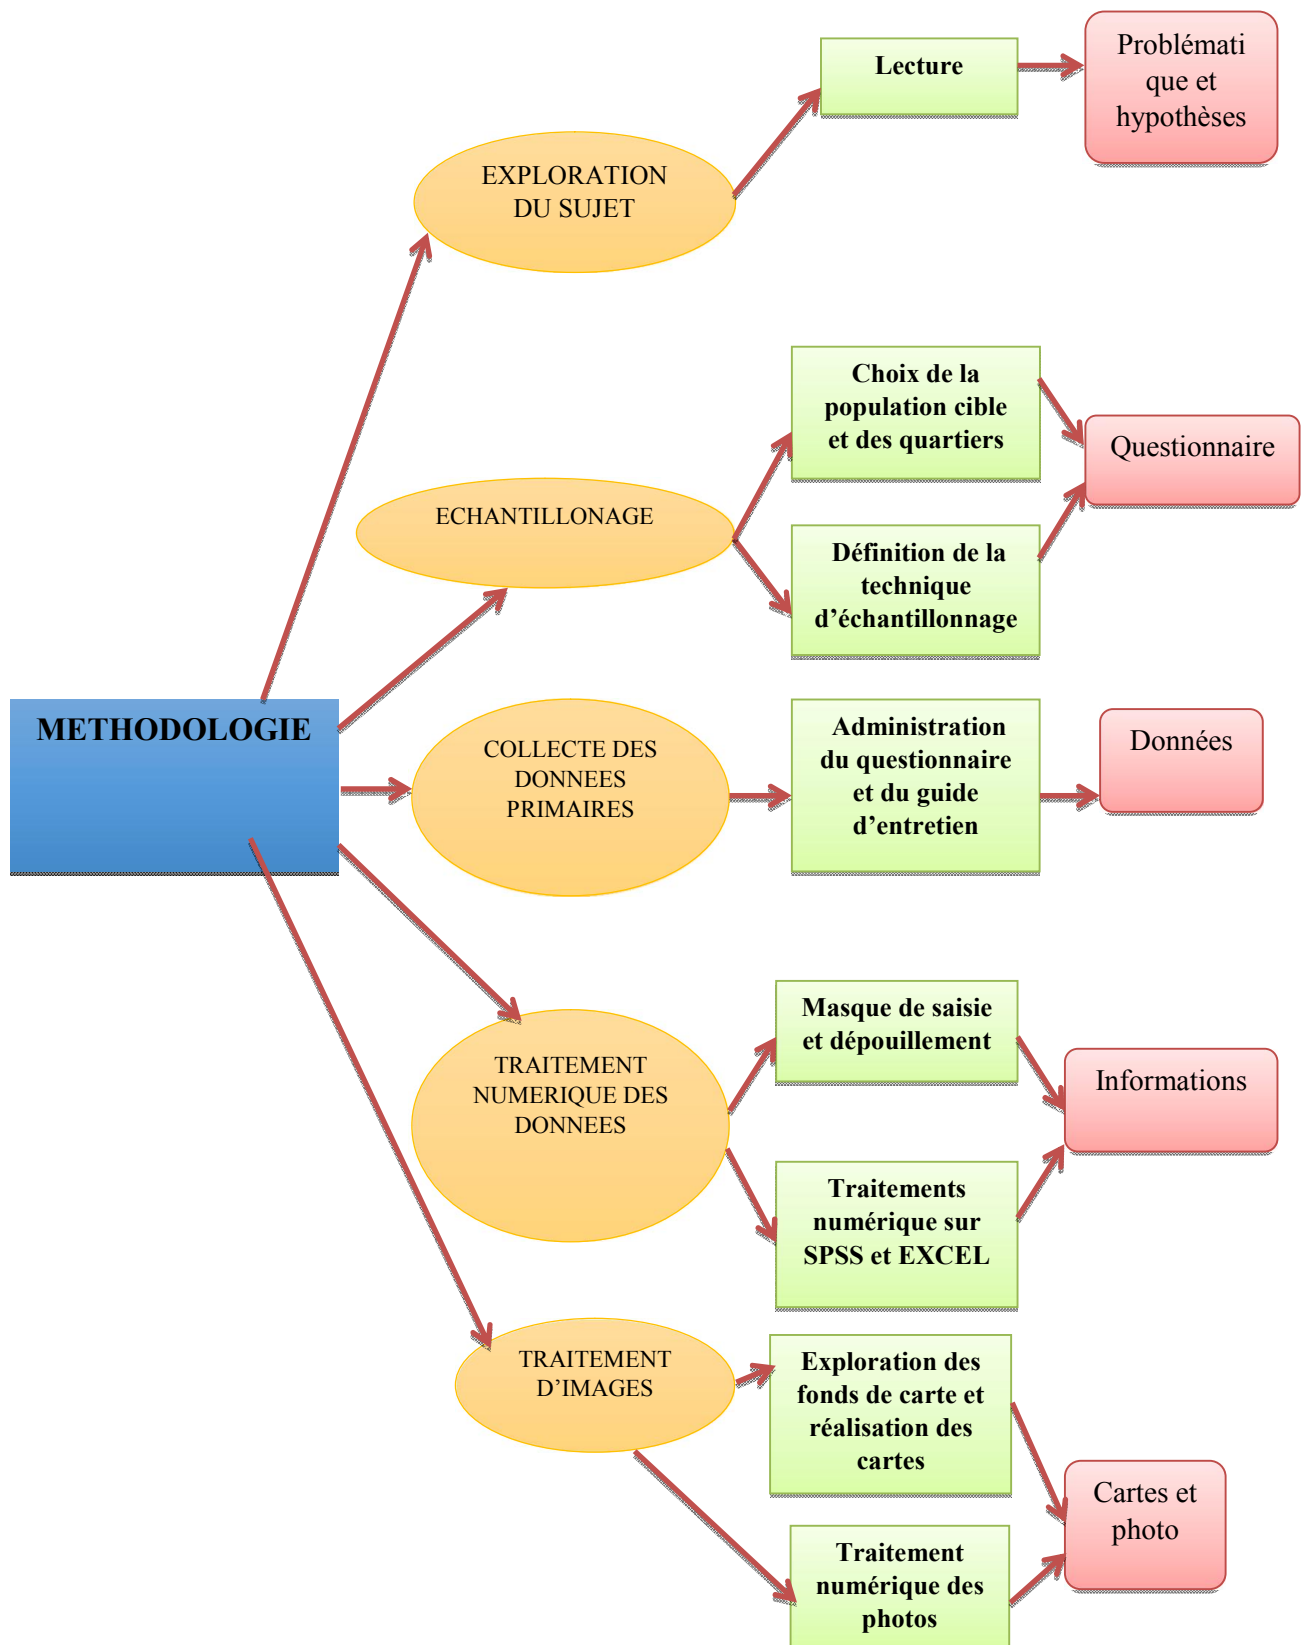 Lecture
Problémati
que et
hypothèses
EXPLORATION
DU SUJET
Choix de la
population cible
et des quartiers
Questionnaire
ECHANTILLONAGE
Définition de la
technique
d’échantillonnage
METHODOLOGIE
COLLECTE DES
DONNEES
PRIMAIRES
Administration
du questionnaire
et du guide
d’entretien
Données
TRAITEMENT
NUMERIQUE DES
DONNEES
Masque de saisie
et dépouillement
Informations
Traitements
numérique sur
SPSS et EXCEL
TRAITEMENT
D’IMAGES
Exploration des
fonds de carte et
réalisation des
cartes
Cartes et
photo
Traitement
numérique des
photos